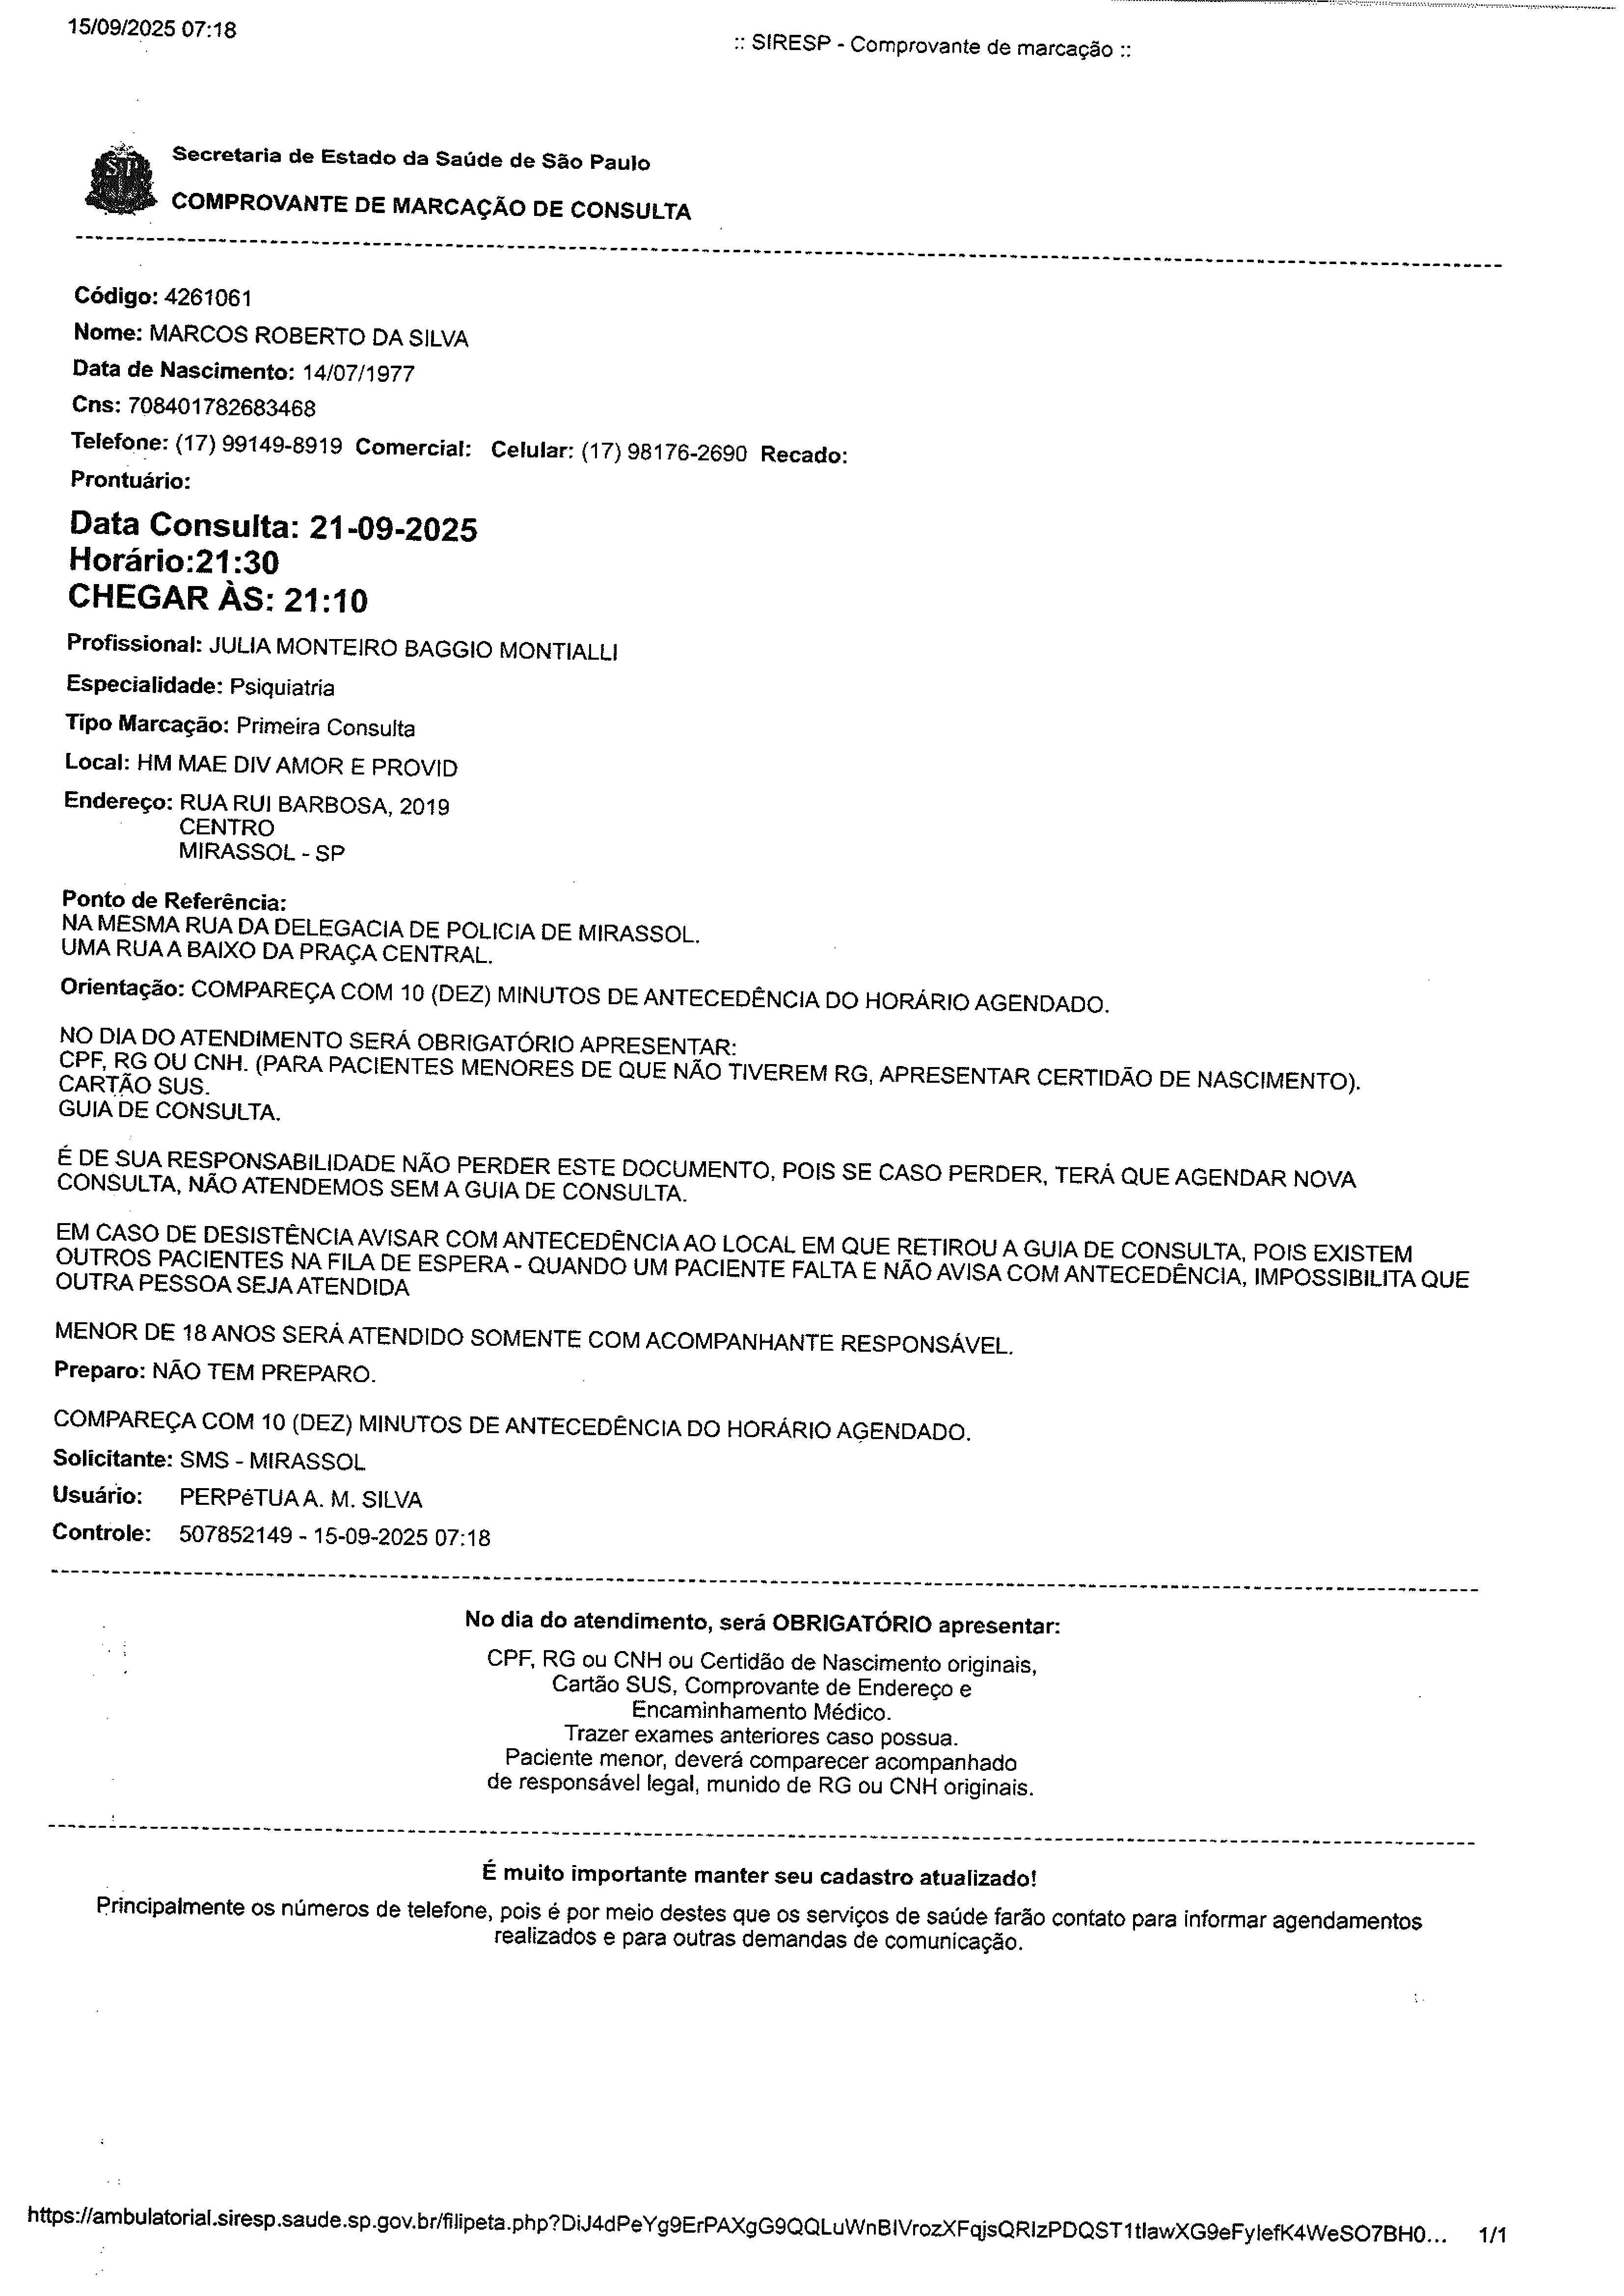 15/09/2025 07:18
:: SIRESP - Comprovante de marcação ::
Secretaria de Estado da Saúde de São Paulo
COMPROVANTE DE MARCAÇÃO DE CONSULTA
Código: 4261061
Nome: MARCOS ROBERTO DA SILVA
Data de Nascimento: 14/07/1977
Cns: 708401782683468
Telefone: (17) 99149-8919 Comercial: Celular: (17) 98176-2690 Recado:
Prontuário:
Data Consulta: 21-09-2025
Horário:21:30
CHEGAR ÀS: 21:10
Profissional: JULIA MONTEIRO BAGGIO MONTIALLI
Especialidade: Psiquiatria
Tipo Marcação: Primeira Consulta
Local: HM MAE DIV AMOR E PROVID
Endereço: RUA RUI BARBOSA, 2019
CENTRO
MIRASSOL - SP
Ponto de Referência:
NA MESMA RUA DA DELEGACIA DE POLICIA DE MIRASSOL.
UMA RUA A BAIXO DA PRAÇA CENTRAL.
Orientação: COMPAREÇA COM 10 (DEZ) MINUTOS DE ANTECEDÊNCIA DO HORÁRIO AGENDADO.
NO DIA DO ATENDIMENTO SERÁ OBRIGATÓRIO APRESENTAR:
CPF, RG OU CNH. (PARA PACIENTES MENORES DE QUE NÃO TIVEREM RG, APRESENTAR CERTIDÃO DE NASCIMENTO).
CARTÃO SUS.
GUIA DE CONSULTA.
É DE SUA RESPONSABILIDADE NÃO PERDER ESTE DOCUMENTO, POIS SE CASO PERDER, TERÁ QUE AGENDAR NOVA
CONSULTA, NÃO ATENDEMOS SEM A GUIA DE CONSULTA.
EM CASO DE DESISTÊNCIA AVISAR COM ANTECEDÊNCIA AO LOCAL EM QUE RETIROU A GUIA DE CONSULTA, POIS EXISTEM
OUTROS PACIENTES NA FILA DE ESPERA - QUANDO UM PACIENTE FALTA E NÃO AVISA COM ANTECEDÊNCIA, IMPOSSIBILITA QUE
OUTRA PESSOA SEJA ATENDIDA
MENOR DE 18 ANOS SERÁ ATENDIDO SOMENTE COM ACOMPANHANTE RESPONSÁVEL.
Preparo: NÃO TEM PREPARO.
COMPAREÇA COM 10 (DEZ) MINUTOS DE ANTECEDÊNCIA DO HORÁRIO AGENDADO.
Solicitante: SMS - MIRASSOL
Usuário: PERPéTUA A. M. SILVA
Controle: 507852149 - 15-09-2025 07:18
No dia do atendimento, será OBRIGATÓRIO apresentar:
CPF, RG ou CNH ou Certidão de Nascimento originais,
Cartão SUS, Comprovante de Endereço e
Encaminhamento Médico.
Trazer exames anteriores caso possua.
Paciente menor, deverá comparecer acompanhado
de responsável legal, munido de RG ou CNH originais.
É muito importante manter seu cadastro atualizado!
Principalmente os números de telefone, pois é por meio destes que os serviços de saúde farão contato para informar agendamentos
realizados e para outras demandas de comunicação.
https://ambulatorial.siresp.saude.sp.gov.br/filipeta.php?DiJ4dPeYg9ErPAXgG9QQLuWnBIVrozXFqjsQRIzPDQST1tIawXG9eFylefK4WeSO7BH0... 1/1